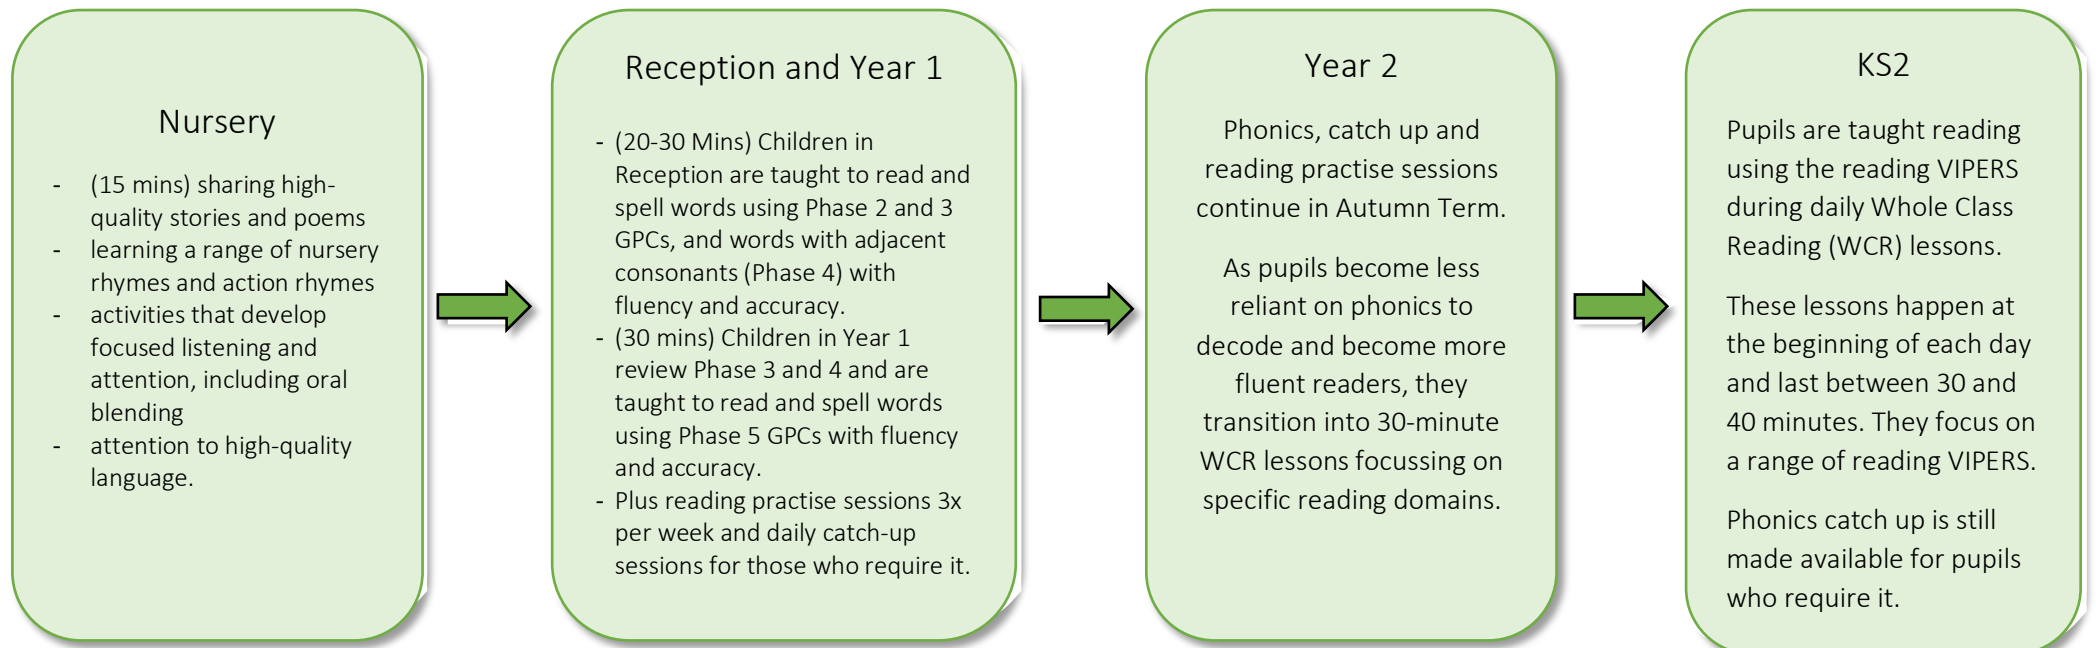 Nursery
- (15 mins) sharing high-
quality stories and poems
- learning a range of nursery
rhymes and action rhymes
- activities that develop
focused listening and
attention, including oral
blending
- attention to high-quality
language.
Reception and Year 1
- (20-30 Mins) Children in
Reception are taught to read and
spell words using Phase 2 and 3
GPCs, and words with adjacent
consonants (Phase 4) with
fluency and accuracy.
- (30 mins) Children in Year 1
review Phase 3 and 4 and are
taught to read and spell words
using Phase 5 GPCs with fluency
and accuracy.
- Plus reading practise sessions 3x
per week and daily catch-up
sessions for those who require it.
Year 2
Phonics, catch up and
reading practise sessions
continue in Autumn Term.
As pupils become less
reliant on phonics to
decode and become more
fluent readers, they
transition into 30-minute
WCR lessons focussing on
specific reading domains.
KS2
Pupils are taught reading
using the reading VIPERS
during daily Whole Class
Reading (WCR) lessons.
These lessons happen at
the beginning of each day
and last between 30 and
40 minutes. They focus on
a range of reading VIPERS.
Phonics catch up is still
made available for pupils
who require it.